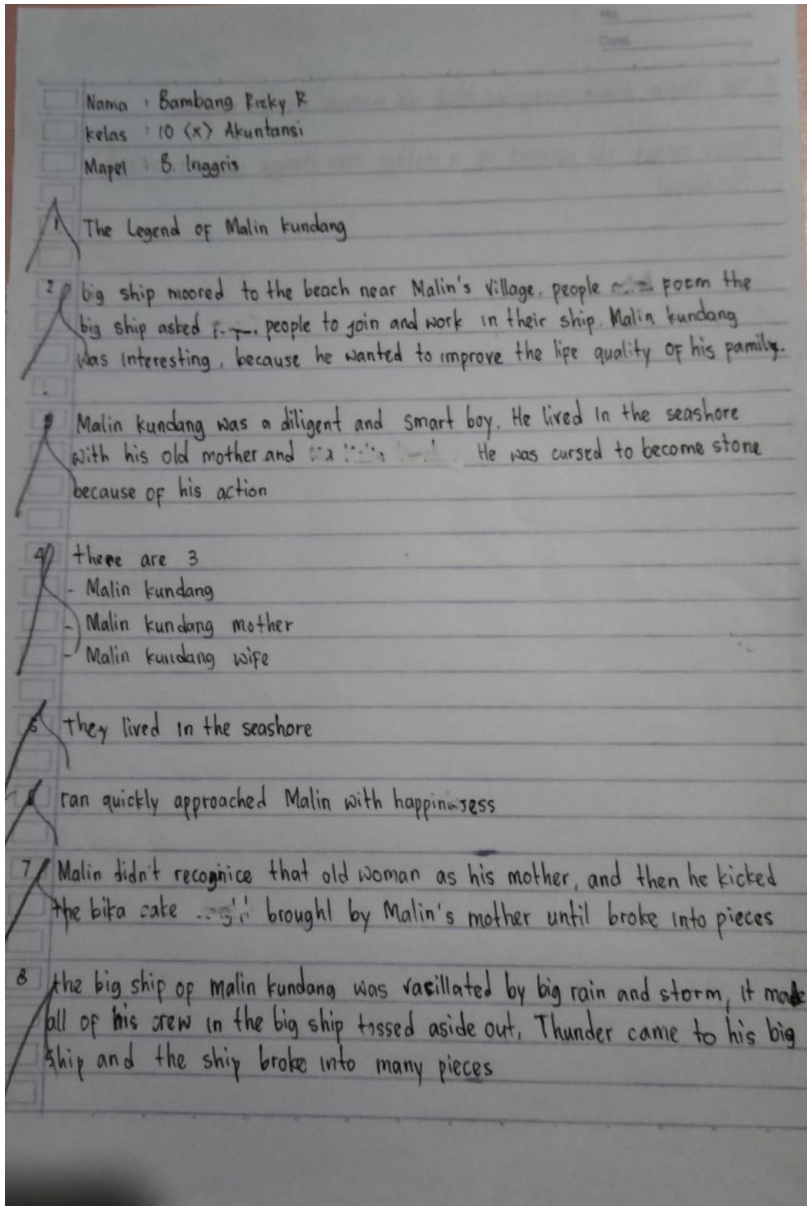 No
Date
Nama : Bambang Rizky R
Kelas : 10 <x> Akuntansi
Mapel : B. Inggris
1 The Legend of Malin kundang
2 big ship moored to the beach near Malin's village. people form the
big ship asked people to join and work in their ship. Malin kundang
was interesting, because he wanted to improve the life quality of his pamily.
3 Malin kundang was a diligent and smart boy. He lived in the seashore
with his old mother and He was cursed to become stone
because of his action
4 there are 3
- Malin kundang
- Malin kundang mother
- Malin kundang wife
5 They lived in the seashore
ran quickly approached Malin with
7 Malin didn't recognice that old woman as his mother, and then he kicked
the bika cake brought by Malin's mother until broke into pieces
8 the big ship op malin kundang was vasillated by big rain and storm, it made
all of his crew in the big ship tossed aside out, Thunder came to his big
ship and the ship broke into many pieces